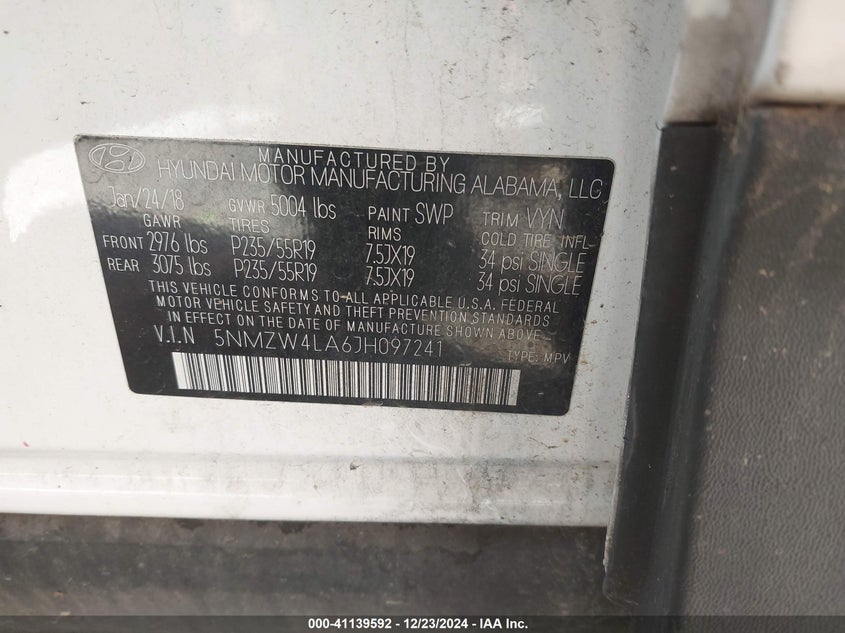 MANUFACTURED BY
HYUNDAI MOTOR MANUFACTURING ALABAMA, LLC
Jan/24/18 GVWR 5004 lbs PAINT SWP TRIM VYN
GAWR TIRES RIMS COLD TIRE INFL
FRONT 2976 lbs P235/55R19 7.5JX19 34 psi SINGLE
REAR 3075 lbs P235/55R19 7.5JX19 34 psi SINGLE
THIS VEHICLE CONFORMS TO ALL APPLICABLE U.S.A. FEDERAL
MOTOR VEHICLE SAFETY AND THEFT PREVENTION STANDARDS
IN EFFECT ON THE DATE OF MANUFACTURE SHOWN ABOVE.
V.I.N 5NMZW4LA6JH097241 TYPE: MPV
000-41139592 - 12/23/2024 - IAA Inc.